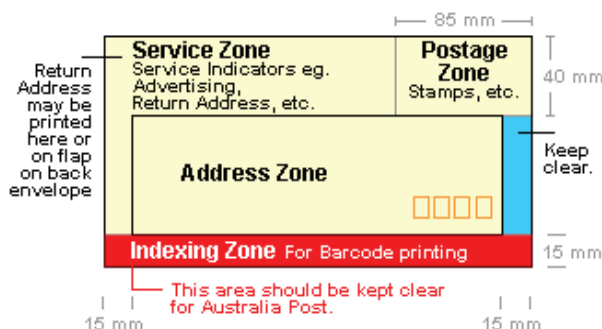 85 mm
Service Zone
Service Indicators eg.
Advertising,
Return Address, etc.
Postage
Zone
Stamps, etc.
40 mm
Return
Address
may be
printed
here or
on flap
on back
envelope
Address Zone
Keep
clear.
Indexing Zone For Barcode printing
15 mm
This area should be kept clear
for Australia Post.
15 mm
15 mm